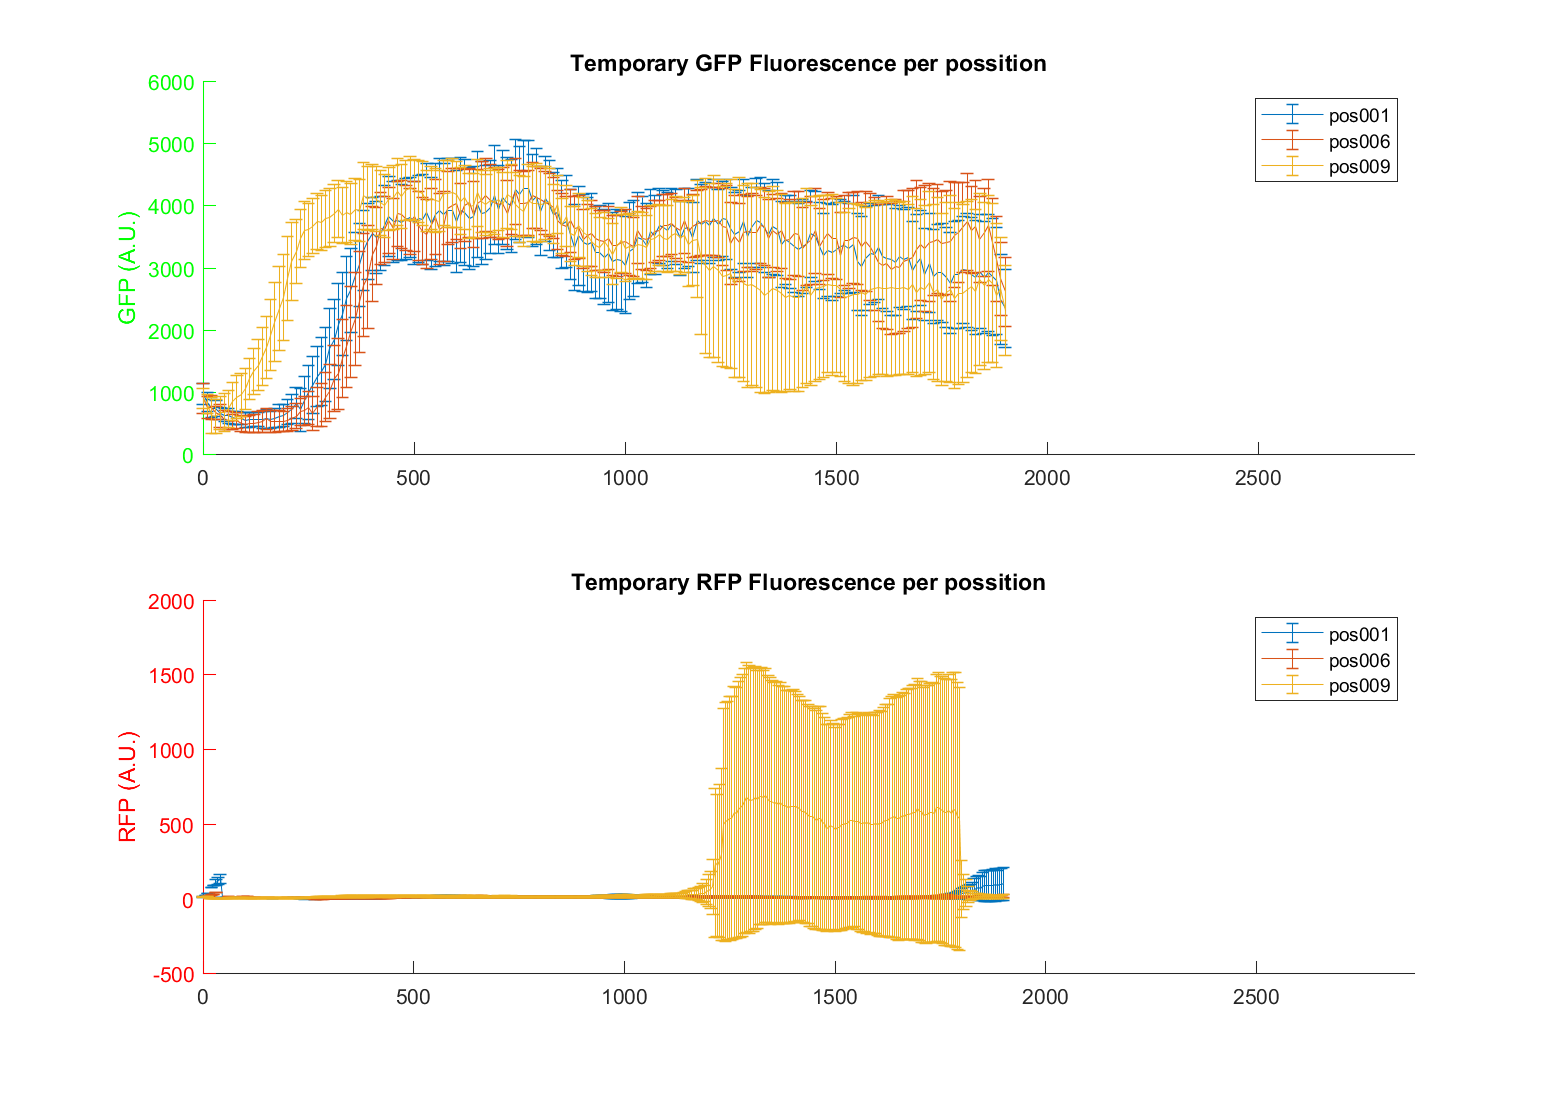 Temporary GFP Fluorescence per possition
GFP (A.U.)
6000
5000
4000
3000
2000
1000
0
0 500 1000 1500 2000 2500
pos001
pos006
pos009
Temporary RFP Fluorescence per possition
RFP (A.U.)
2000
1500
1000
500
0
-500
0 500 1000 1500 2000 2500
pos001
pos006
pos009